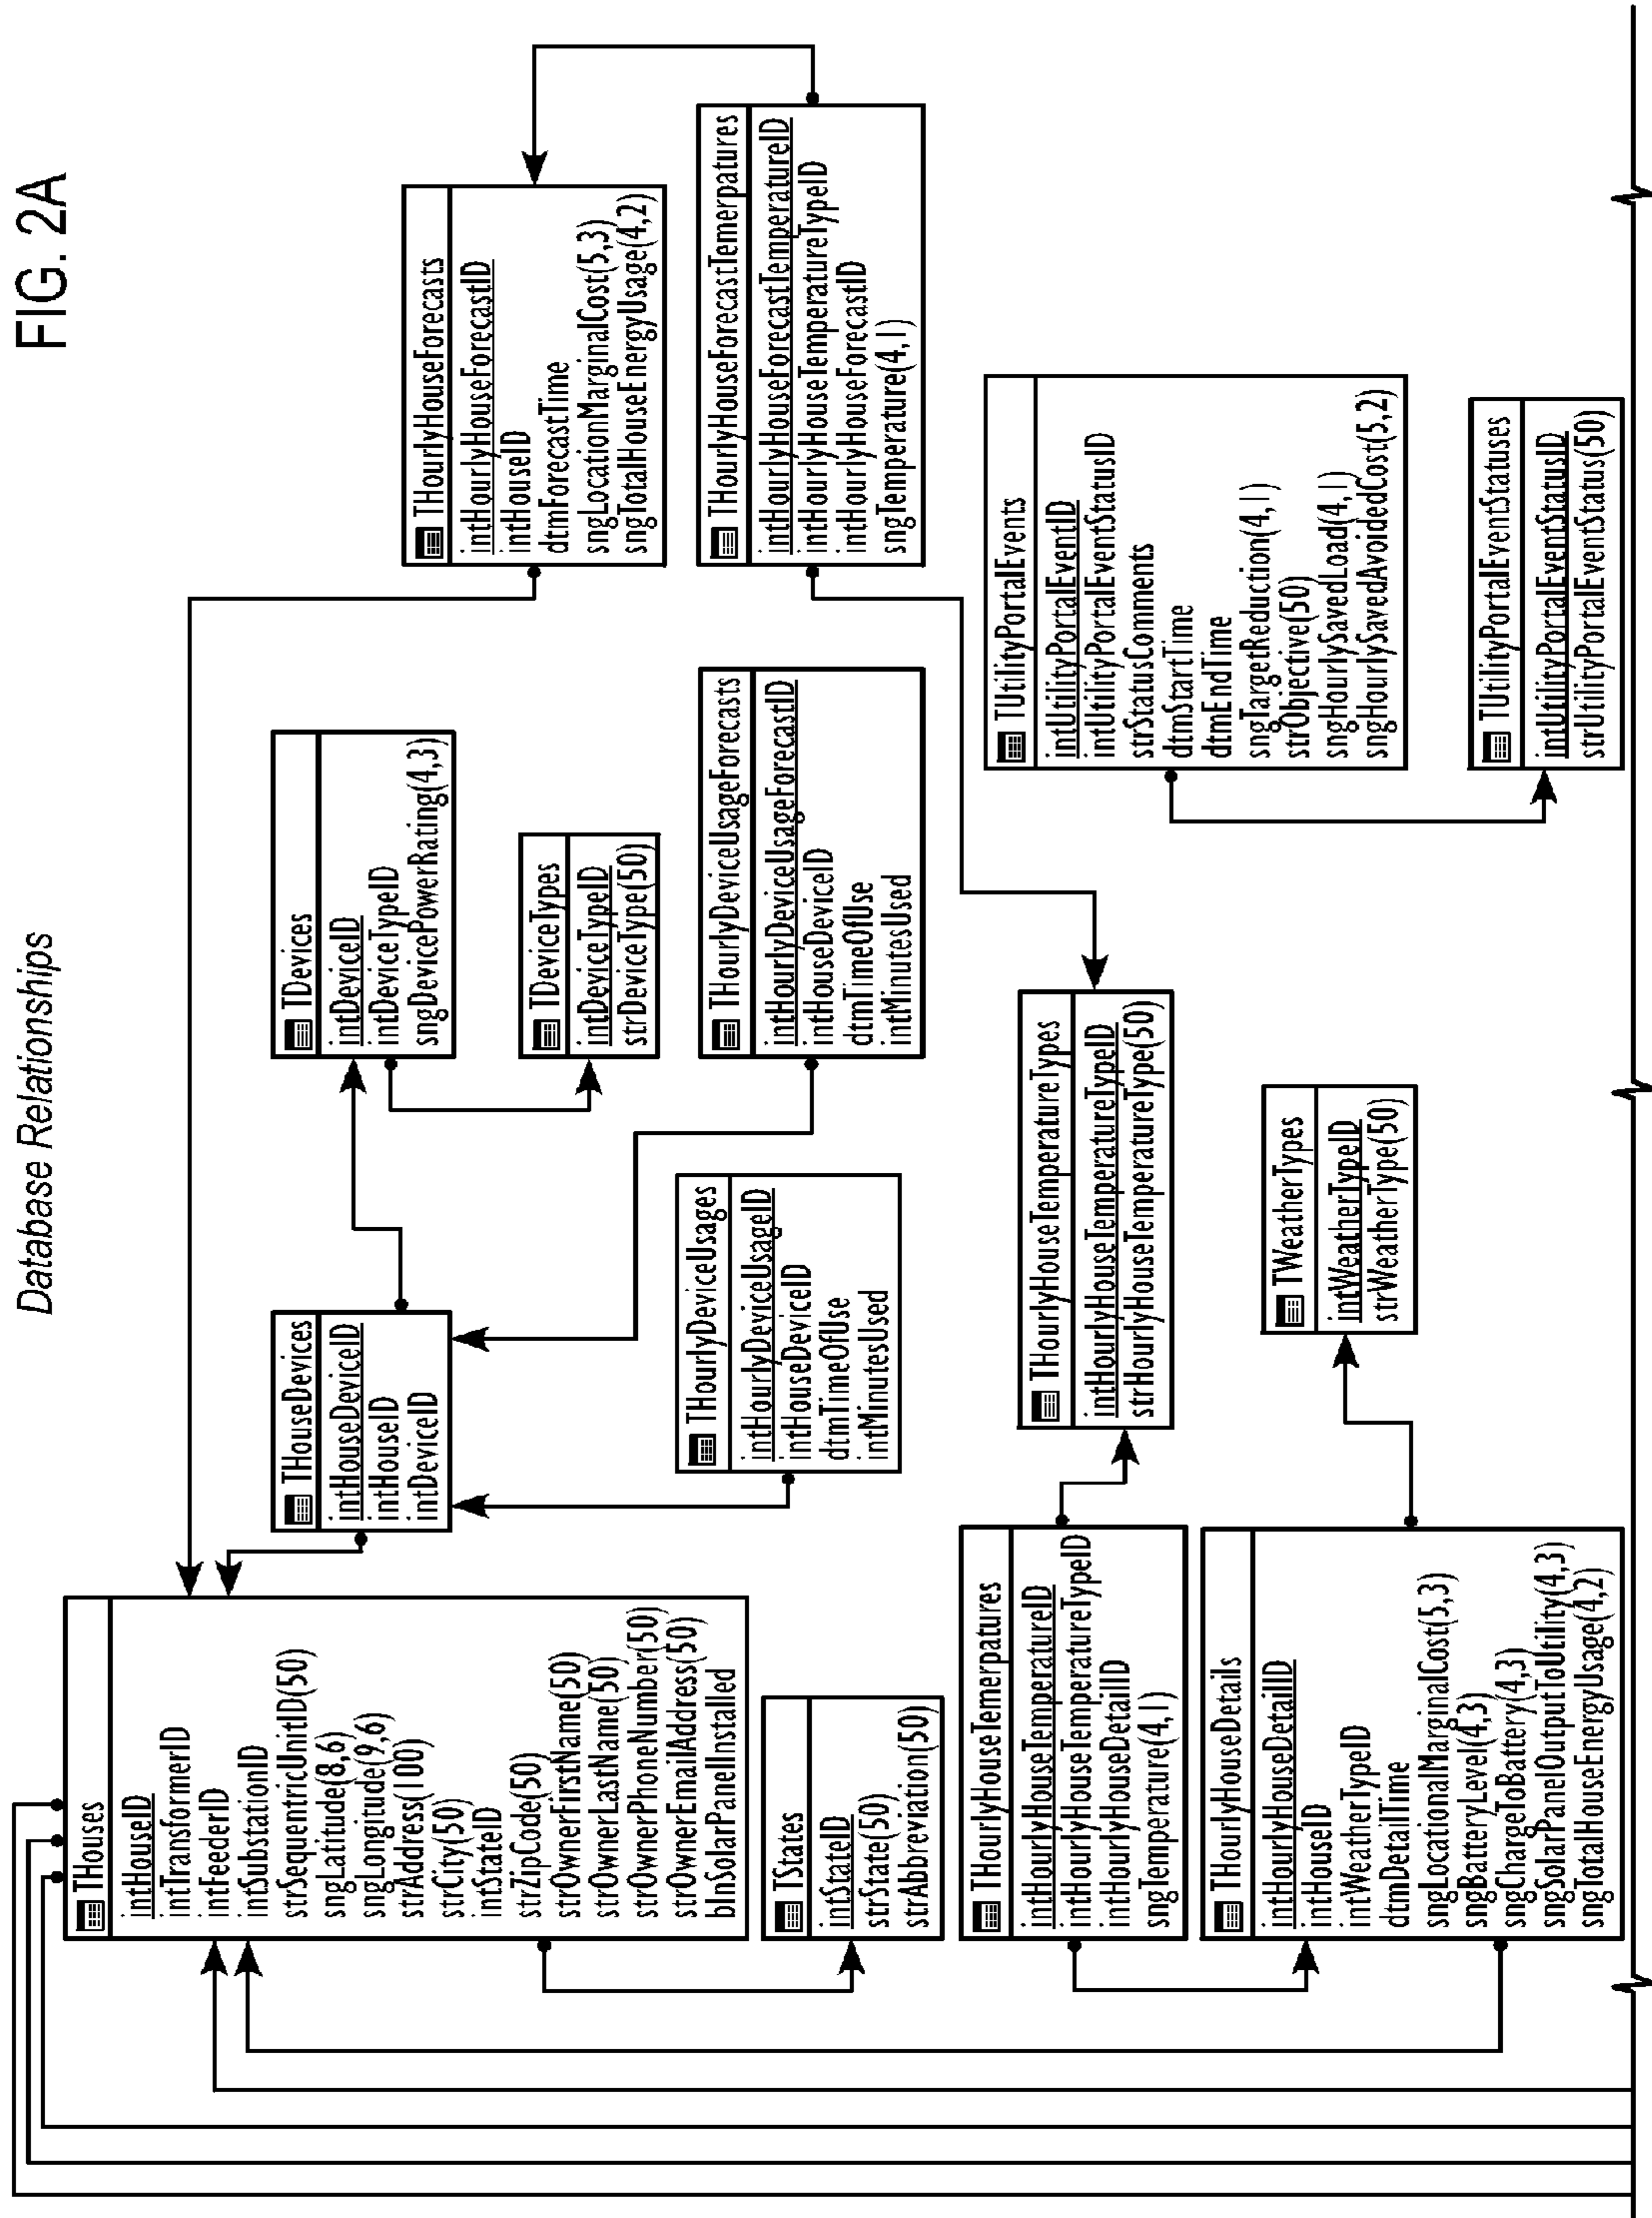 FIG. 2A
Database Relationships
THouses
intHouseID
intTransformerID
intFeederID
intSubstationID
strSequentricUnitID(50)
sngLatitude(8,6)
sngLongitude(9,6)
strAddress(100)
strCity(50)
intStateID
strZipCode(50)
strOwnerFirstName(50)
strOwnerLastName(50)
strOwnerPhoneNumber(50)
strOwnerEmailAddress(50)
blnSolarPanelInstalled
TStates
intStateID
strState(50)
strAbbreviation(50)
THourlyHouseTemerpatures
intHourlyHouseTemperatureID
intHourlyHouseTemperatureTypeID
intHourlyHouseDetailID
sngTemperature(4,1)
THourlyHouseDetails
intHourlyHouseDetailID
intHouseID
intWeatherTypeID
dtmDetailTime
sngLocationalMarginalCost(5,3)
sngBatteryLevel(4,3)
sngChargeToBattery(4,3)
sngSolarPanelOutputToUtility(4,3)
sngTotalHouseEnergyUsage(4,2)
THouseDevices
intHouseDeviceID
intHouseID
intDeviceID
THourlyDeviceUsages
intHourlyDeviceUsageID
intHouseDeviceID
dtmTimeOfUse
intMinutesUsed
THourlyHouseTemperatureTypes
intHourlyHouseTemperatureTypeID
strHourlyHouseTemperatureType(50)
TWeatherTypes
intWeatherTypeID
strWeatherType(50)
TDevices
intDeviceID
intDeviceTypeID
sngDevicePowerRating(4,3)
TDeviceTypes
intDeviceTypeID
strDeviceType(50)
THourlyDeviceUsageForecasts
intHourlyDeviceUsageForecastID
intHouseDeviceID
dtmTimeOfUse
intMinutesUsed
THourlyHouseForecasts
intHourlyHouseForecastID
intHouseID
dtmForecastTime
sngLocationMarginalCost(5,3)
sngTotalHouseEnergyUsage(4,2)
THourlyHouseForecastTemerpatures
intHourlyHouseForecastTemperatureID
intHourlyHouseTemperatureTypeID
intHourlyHouseForecastID
sngTemperature(4,1)
TUtilityPortalEvents
intUtilityPortalEventID
intUtilityPortalEventStatusID
strStatusComments
dtmStartTime
dtmEndTime
sngTargetReduction(4,1)
strObjective(50)
sngHourlySavedLoad(4,1)
sngHourlySavedAvoidedCost(5,2)
TUtilityPortalEventStatuses
intUtilityPortalEventStatusID
strUtilityPortalEventStatus(50)